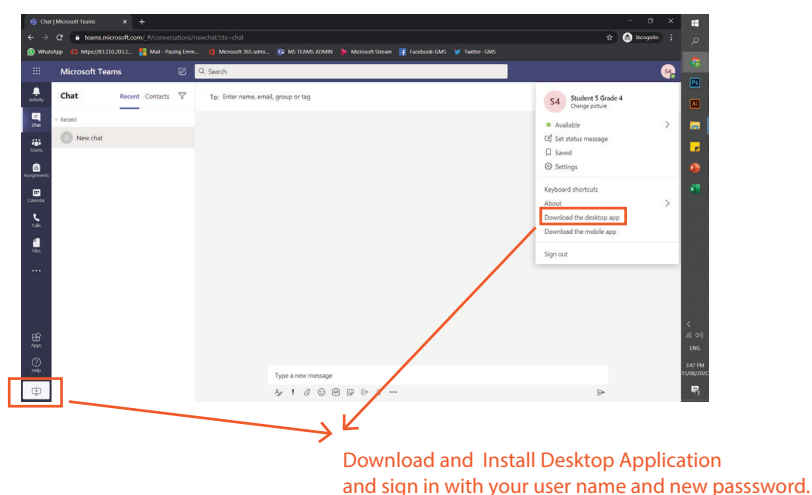 Chat | Microsoft Teams
teams.microsoft.com/_#/conversations/newchat?ctx=chat
Incognito
WhatsApp
Mail - Paulraj Emm...
Microsoft 365 admi...
MS TEAMS ADMIN
Microsoft Stream
Facebook-GMS
Twitter- GMS
Microsoft Teams
Search
S4
Activity
Chat
Teams
Assignments
Calendar
Calls
Files
Apps
Help
Chat
Recent
Contacts
Recent
New chat
To: Enter name, email, group or tag
Type a new message
S4
Student 5 Grade 4
Change picture
Available
Set status message
Saved
Settings
Keyboard shortcuts
About
Download the desktop app
Download the mobile app
Sign out
Ps
Ai
ENG
3:47 PM
Download and Install Desktop Application
and sign in with your user name and new passsword.